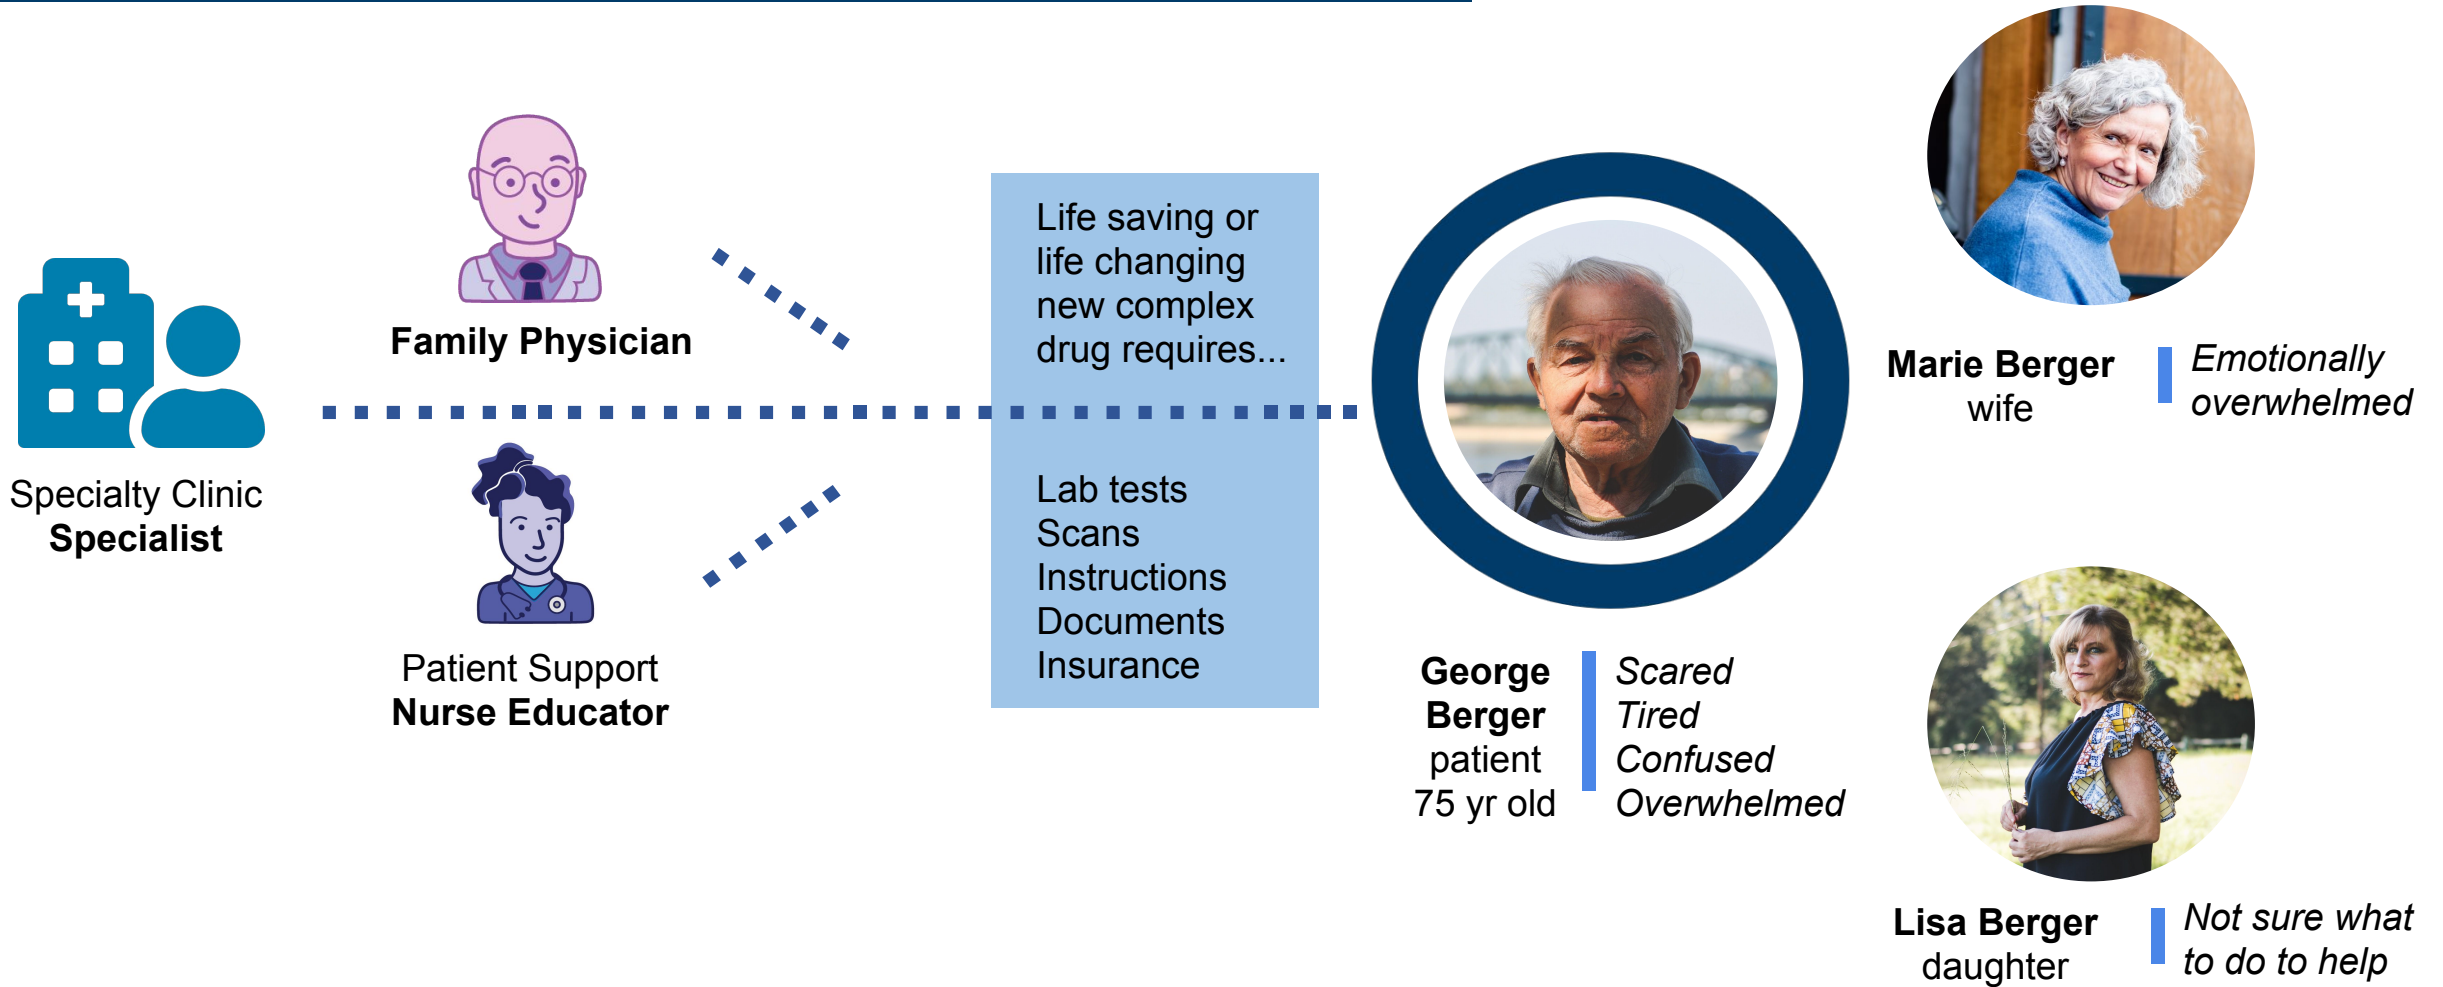 Specialty Clinic
Specialist
Family Physician
Patient Support
Nurse Educator
Life saving or
life changing
new complex
drug requires...
Lab tests
Scans
Instructions
Documents
Insurance
George
Berger
patient
75 yr old
Scared
Tired
Confused
Overwhelmed
Marie Berger
wife
Emotionally
overwhelmed
Lisa Berger
daughter
Not sure what
to do to help